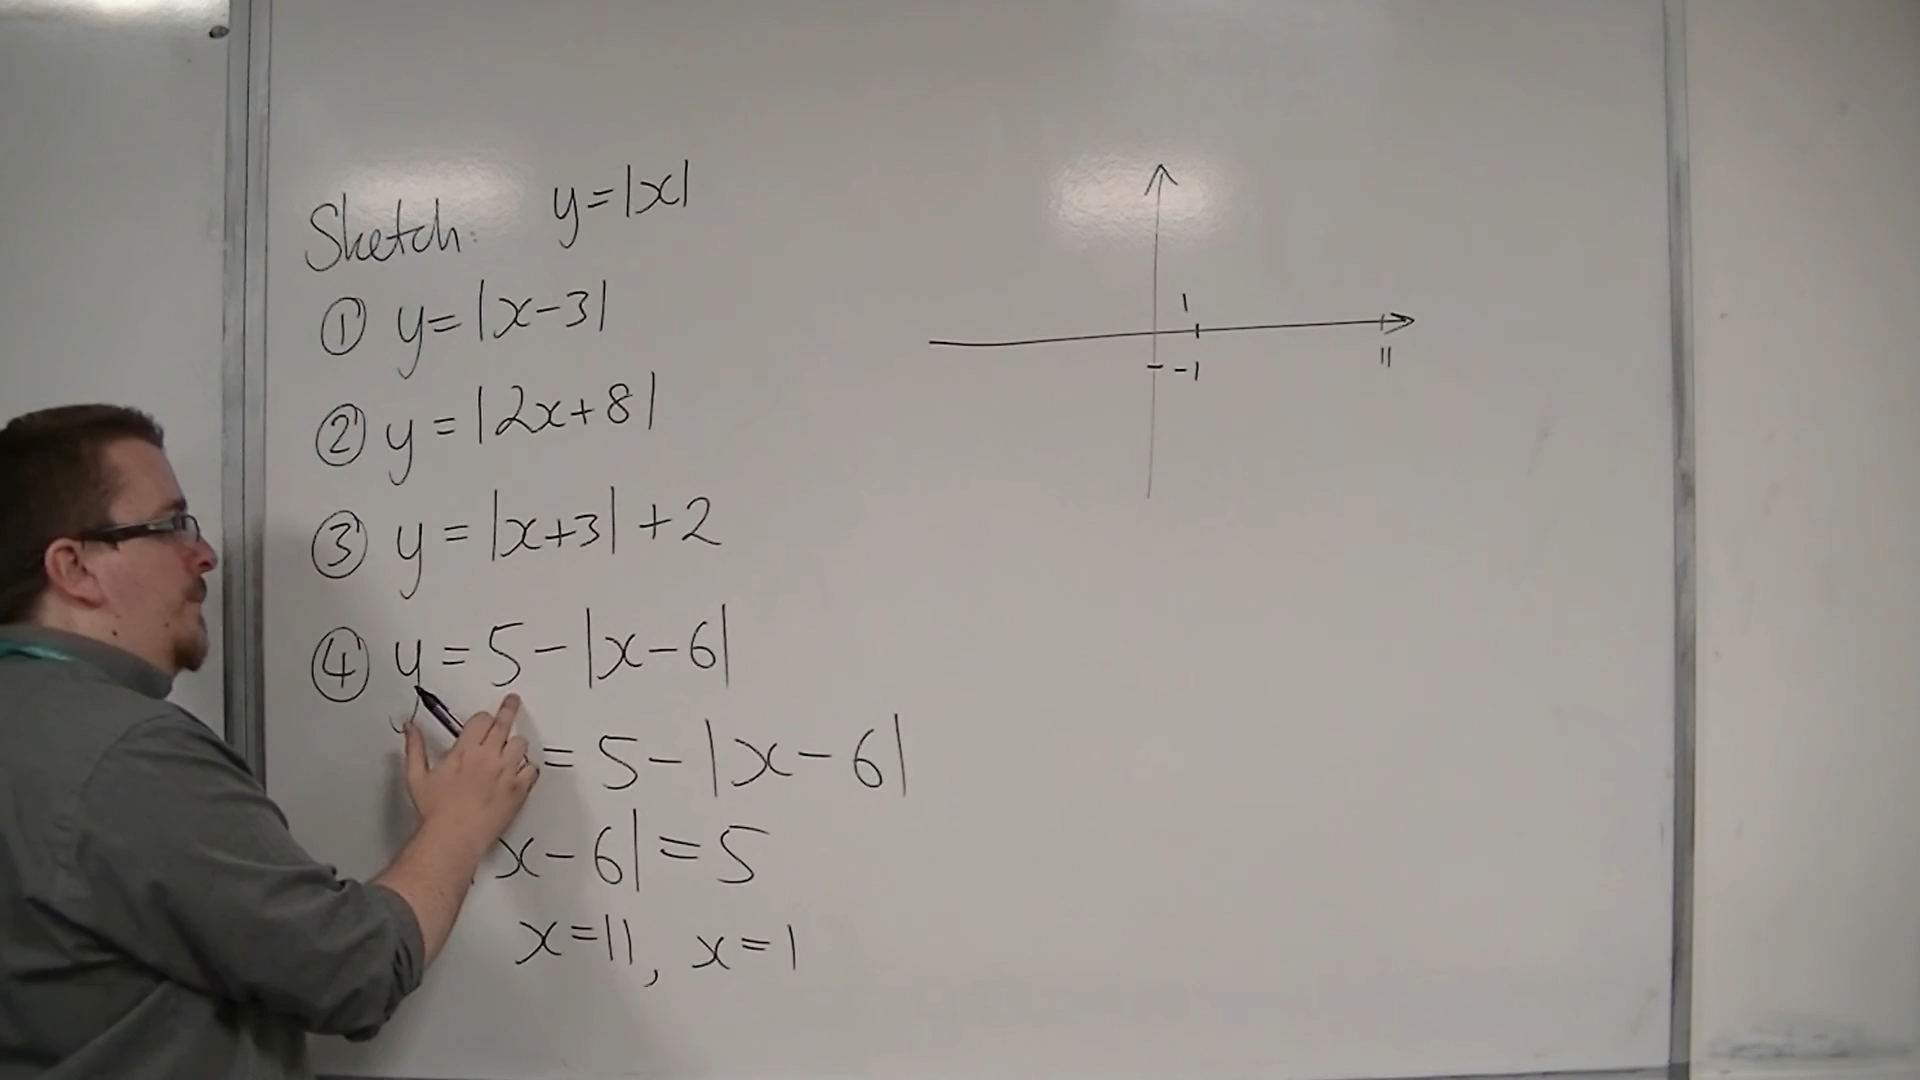 Sketch: y=|x|
① y=|x-3|
② y=|2x+8|
③ y=|x+3|+2
④ y=5-|x-6|
=5-|x-6|
x-6|=5
x=11, x=1
1
-1
11